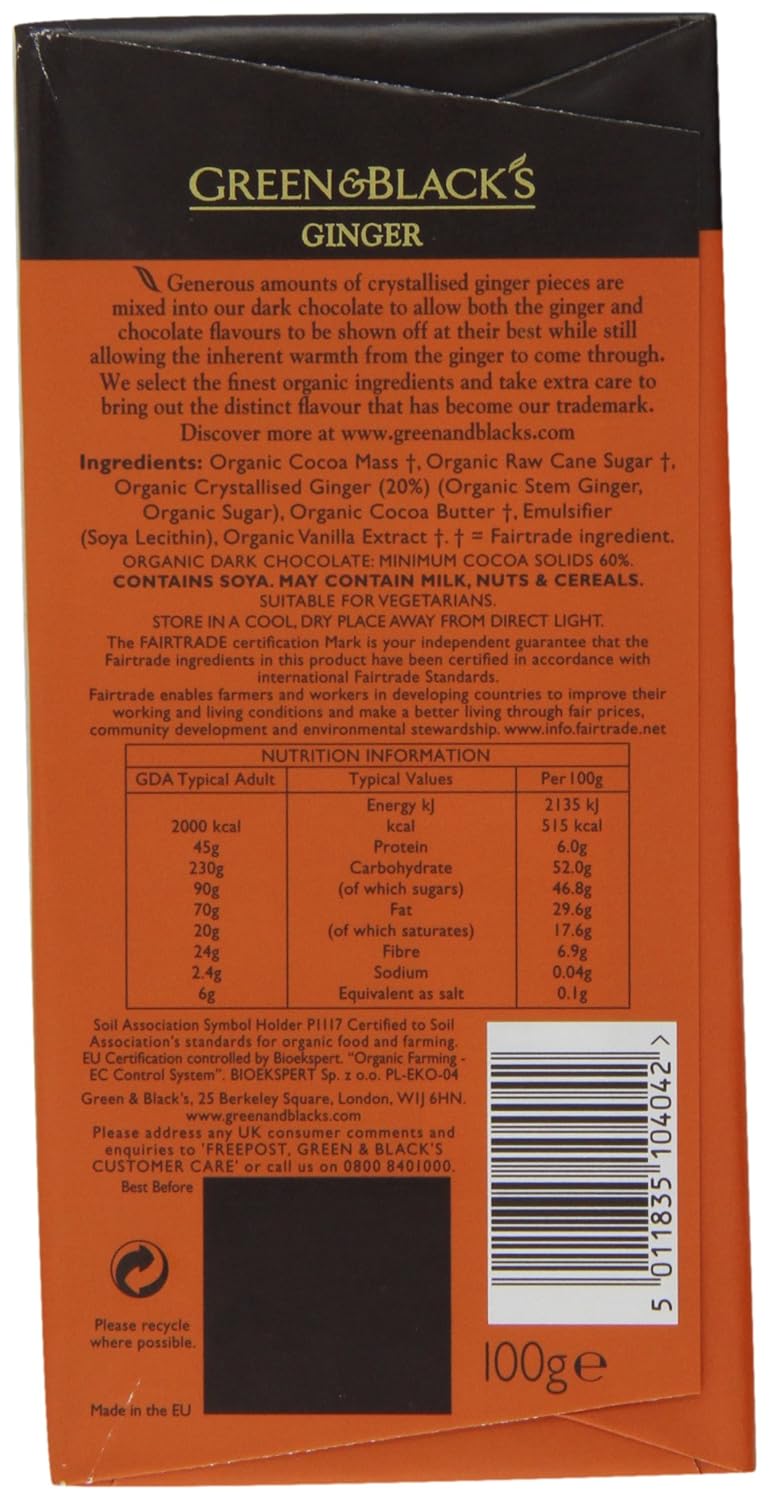 GREEN&BLACK'S
GINGER
Generous amounts of crystallised ginger pieces are
mixed into our dark chocolate to allow both the ginger and
chocolate flavours to be shown off at their best while still
allowing the inherent warmth from the ginger to come through.
We select the finest organic ingredients and take extra care to
bring out the distinct flavour that has become our trademark.
Discover more at www.greenandblacks.com
Ingredients: Organic Cocoa Mass †, Organic Raw Cane Sugar †,
Organic Crystallised Ginger (20%) (Organic Stem Ginger,
Organic Sugar), Organic Cocoa Butter †, Emulsifier
(Soya Lecithin), Organic Vanilla Extract †. † = Fairtrade ingredient.
ORGANIC DARK CHOCOLATE: MINIMUM COCOA SOLIDS 60%.
CONTAINS SOYA. MAY CONTAIN MILK, NUTS & CEREALS.
SUITABLE FOR VEGETARIANS.
STORE IN A COOL, DRY PLACE AWAY FROM DIRECT LIGHT.
The FAIRTRADE certification Mark is your independent guarantee that the
Fairtrade ingredients in this product have been certified in accordance with
international Fairtrade Standards.
Fairtrade enables farmers and workers in developing countries to improve their
working and living conditions and make a better living through fair prices,
community development and environmental stewardship. www.info.fairtrade.net
NUTRITION INFORMATION
GDA Typical Adult Typical Values Per 100g
Energy kJ 2135 kJ
2000 kcal kcal 515 kcal
45g Protein 6.0g
230g Carbohydrate 52.0g
90g (of which sugars) 46.8g
70g Fat 29.6g
20g (of which saturates) 17.6g
24g Fibre 6.9g
2.4g Sodium 0.04g
6g Equivalent as salt 0.1g
Soil Association Symbol Holder P1117 Certified to Soil
Association's standards for organic food and farming.
EU Certification controlled by Bioekspert. "Organic Farming -
EC Control System". BIOEKSPERT Sp. z o.o. PL-EKO-04
Green & Black's, 25 Berkeley Square, London, W1J 6HN.
www.greenandblacks.com
Please address any UK consumer comments and
enquiries to 'FREEPOST, GREEN & BLACK'S
CUSTOMER CARE' or call us on 0800 8401000.
Best Before
Please recycle
where possible.
Made in the EU
5 011835 104042 >
100g e